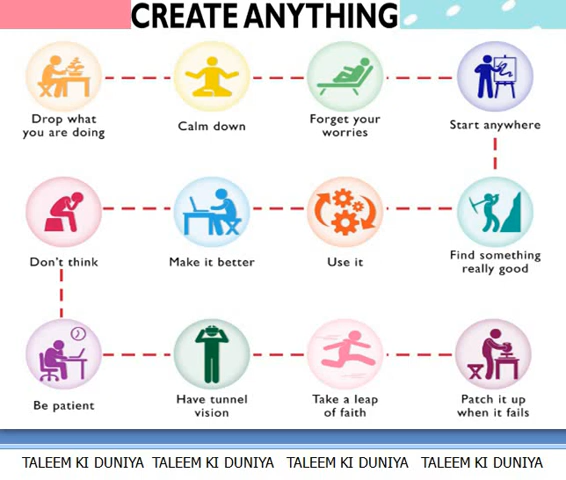 CREATE ANYTHING
Drop what
you are doing
Calm down
Forget your
worries
Start anywhere
Don't think
Make it better
Use it
Find something
really good
Be patient
Have tunnel
vision
Take a leap
of faith
Patch it up
when it fails
TALEEM KI DUNIYA TALEEM KI DUNIYA TALEEM KI DUNIYA TALEEM KI DUNIYA